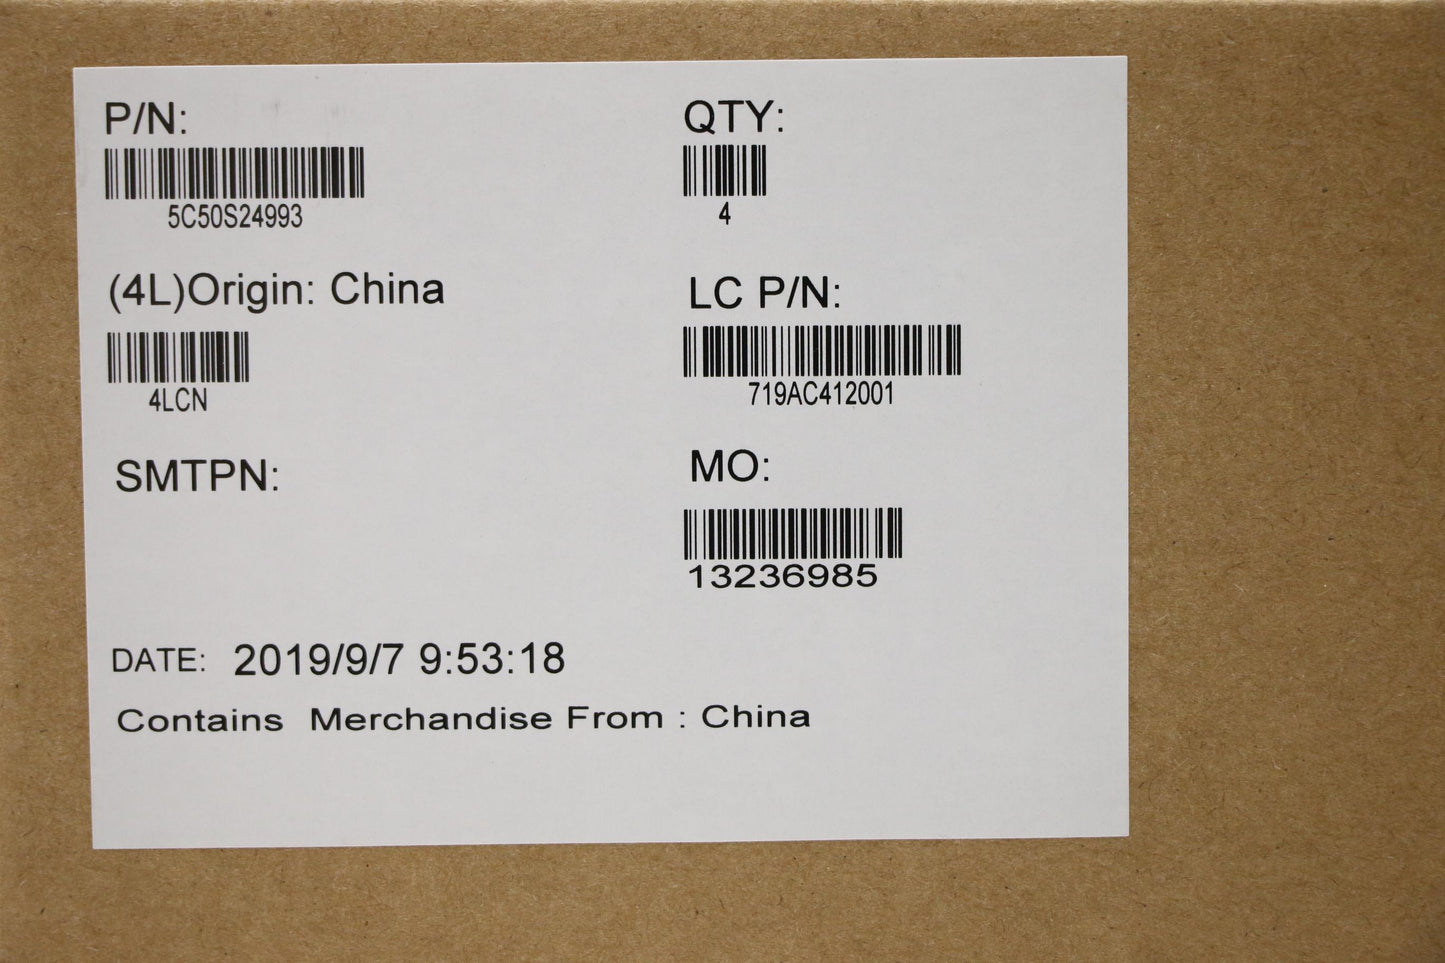 P/N:
5C50S24993
QTY:
4
(4L)Origin: China
4LCN
LC P/N:
719AC412001
SMTPN:
MO:
13236985
DATE: 2019/9/7 9:53:18
Contains Merchandise From : China